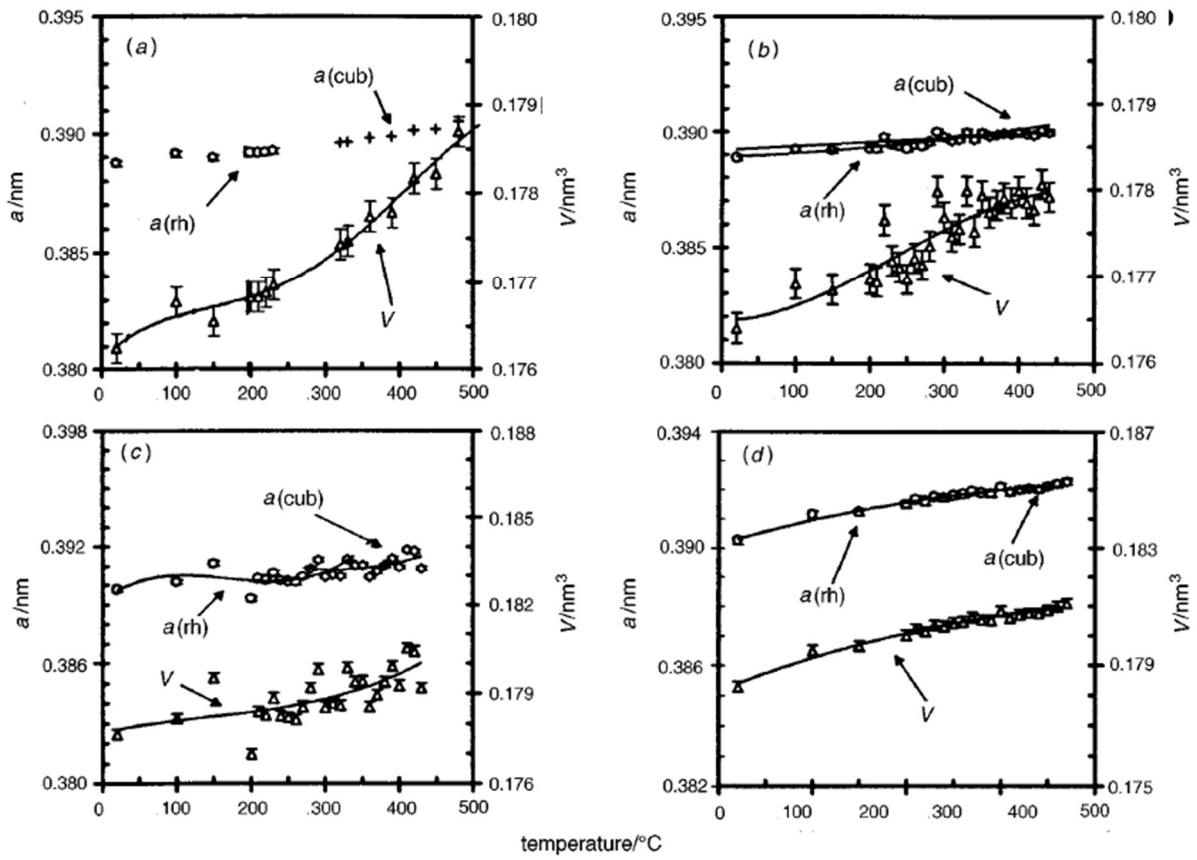 (a)
0.395
0.390
0.385
0.380
a/nm
0.180
0.179
0.178
0.177
0.176
V/nm³
a(cub)
a(rh)
V
0 100 200 .300 400 500
(b)
0.395
0.390
0.385
0.380
a/nm
0.180
0.179
0.178
0.177
0.176
V/nm³
a(cub)
a(rh)
V
0 100 200 .300 400 500
(c)
0.398
0.392
0.386
0.380
a/nm
0.188
0.185
0.182
0.179
0.176
V/nm³
a(cub)
a(rh)
V
0 100 200 300 400 500
(d)
0.394
0.390
0.386
0.382
a/nm
0.187
0.183
0.179
0.175
V/nm³
a(cub)
a(rh)
V
0 100 200 .300 400 500
temperature/°C